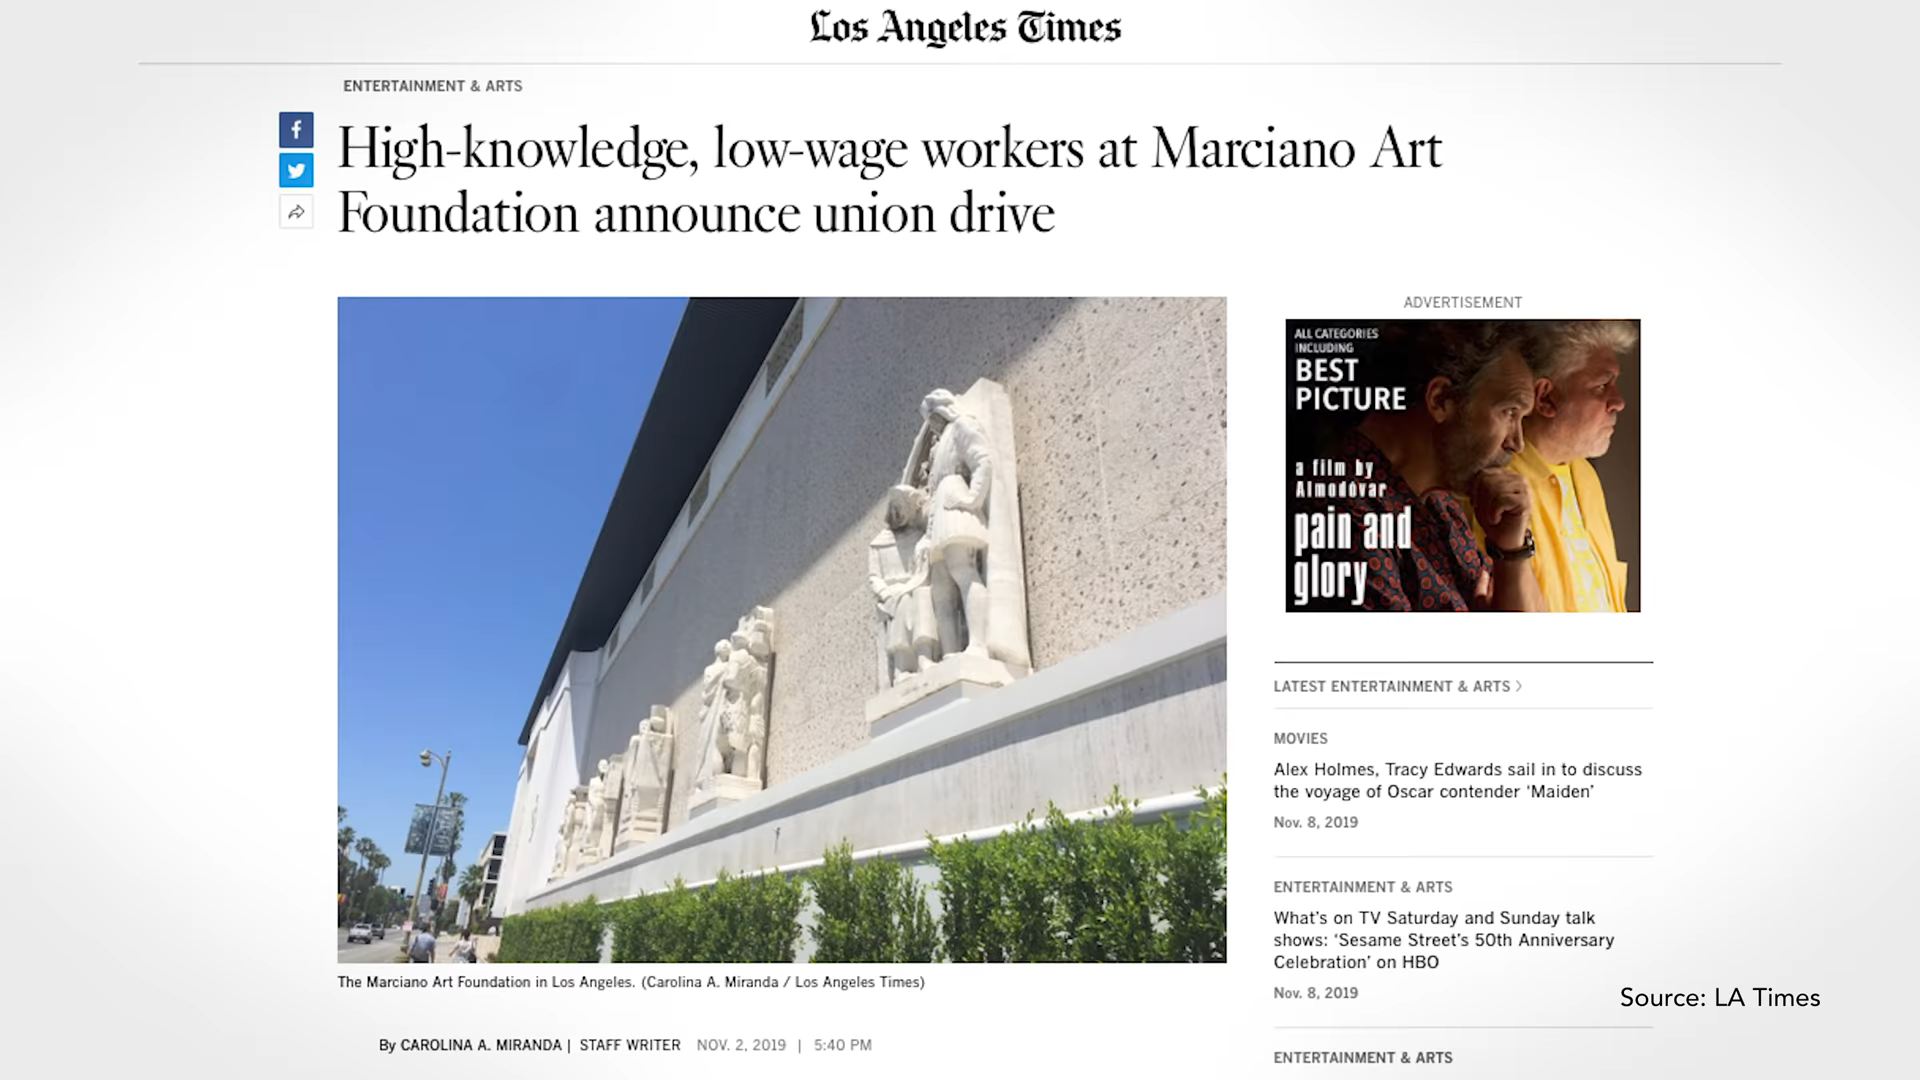 Los Angeles Times
ENTERTAINMENT & ARTS
High-knowledge, low-wage workers at Marciano Art
Foundation announce union drive
ADVERTISEMENT
ALL CATEGORIES
INCLUDING
BEST
PICTURE
a film by
Almodóvar
pain and
glory
The Marciano Art Foundation in Los Angeles. (Carolina A. Miranda / Los Angeles Times)
By CAROLINA A. MIRANDA | STAFF WRITER NOV. 2, 2019 | 5:40 PM
LATEST ENTERTAINMENT & ARTS
MOVIES
Alex Holmes, Tracy Edwards sail in to discuss
the voyage of Oscar contender ‘Maiden’
Nov. 8, 2019
ENTERTAINMENT & ARTS
What’s on TV Saturday and Sunday talk
shows: ‘Sesame Street’s 50th Anniversary
Celebration’ on HBO
Nov. 8, 2019
ENTERTAINMENT & ARTS
Source: LA Times